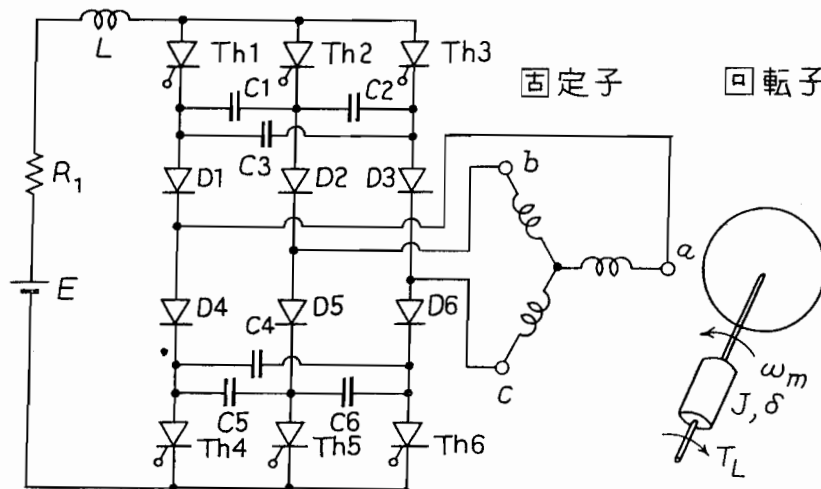 L
Th1
Th2
Th3
C1
C2
C3
固定子
回転子
R1
D1
D2
D3
b
a
E
D4
D5
D6
C4
c
ωm
J, δ
C5
C6
Th4
Th5
Th6
TL